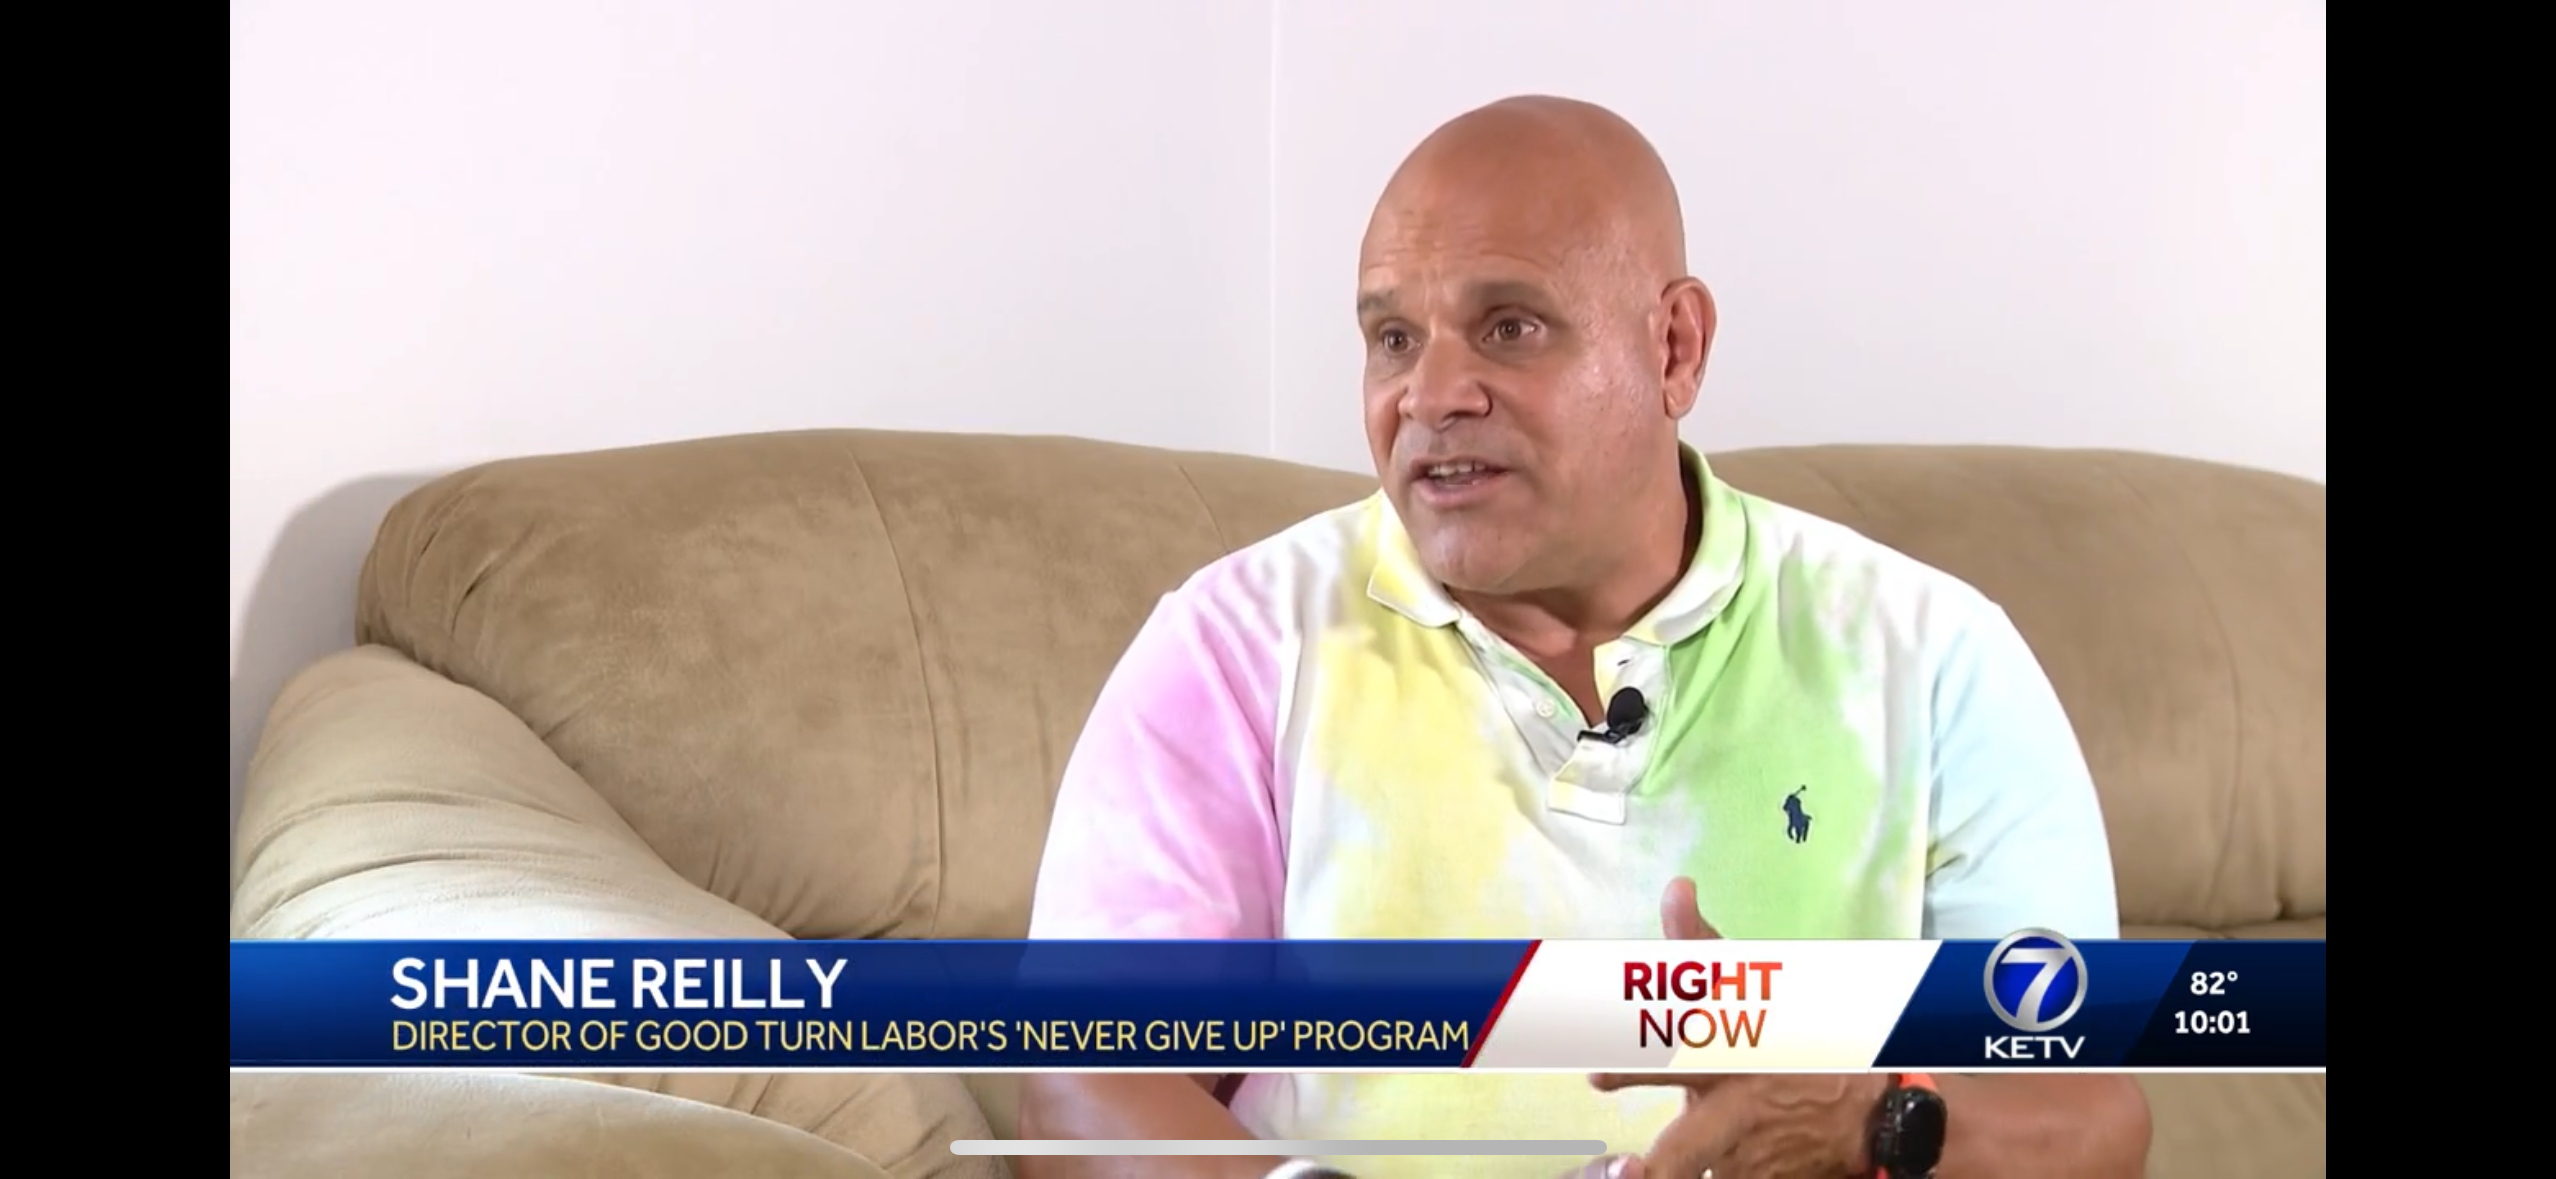 SHANE REILLY
DIRECTOR OF GOOD TURN LABOR'S 'NEVER GIVE UP' PROGRAM
RIGHT
NOW
7
KETV
82°
10:01